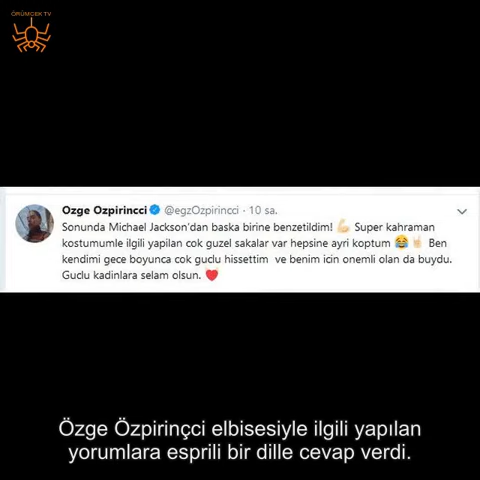 ÖRÜMCEK TV
Ozge Ozpirincci @egzOzpirincci · 10 sa.
Sonunda Michael Jackson'dan baska birine benzetildim! 💪🏻 Super kahraman
kostumumle ilgili yapilan cok guzel sakalar var hepsine ayri koptum 😂✌🏻 Ben
kendimi gece boyunca cok guclu hissettim ve benim icin onemli olan da buydu.
Guclu kadinlara selam olsun. ❤️
Özge Özpirinçci elbisesiyle ilgili yapılan
yorumlara esprili bir dille cevap verdi.